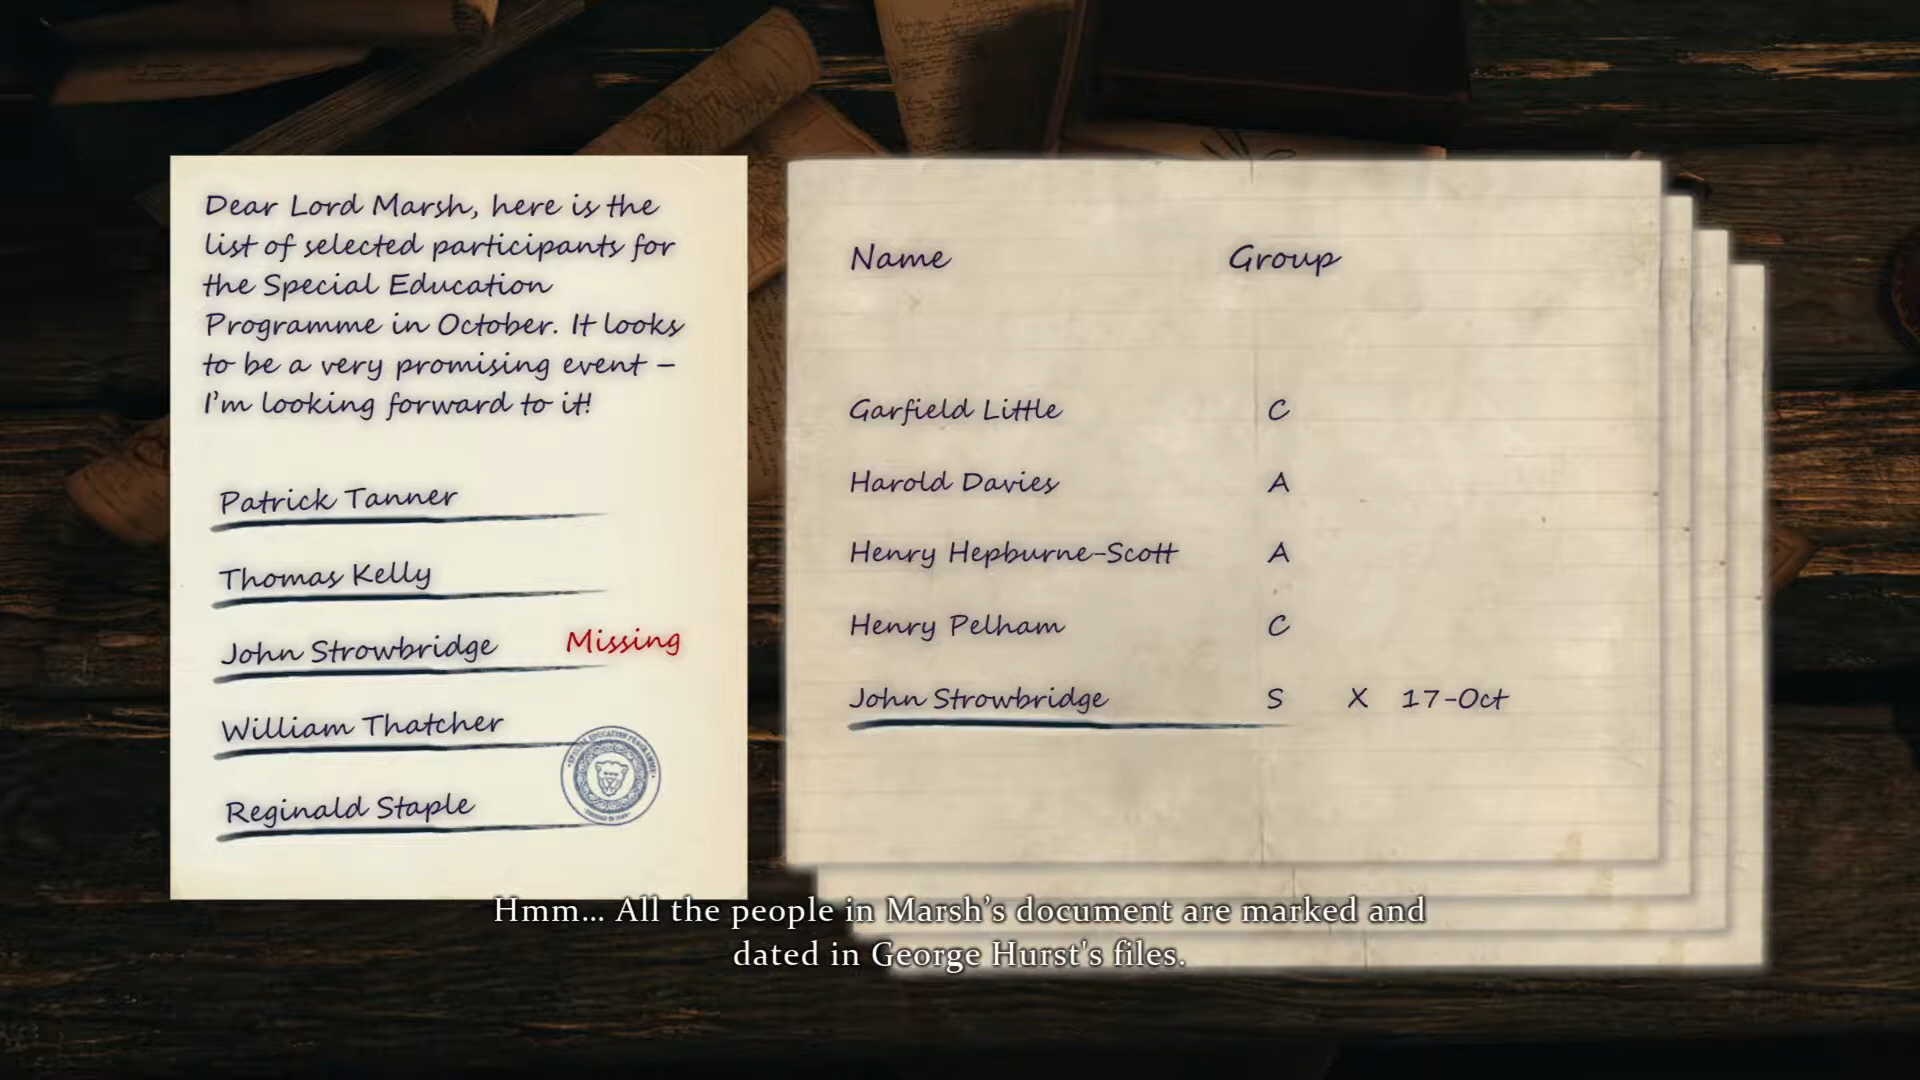 Dear Lord Marsh, here is the
list of selected participants for
the Special Education
Programme in October. It looks
to be a very promising event –
I'm looking forward to it!
Patrick Tanner
Thomas Kelly
John Strowbridge Missing
William Thatcher
Reginald Staple
Name Group
Garfield Little C
Harold Davies A
Henry Hepburne-Scott A
Henry Pelham C
John Strowbridge S X 17-Oct
Hmm... All the people in Marsh's document are marked and
dated in George Hurst's files.